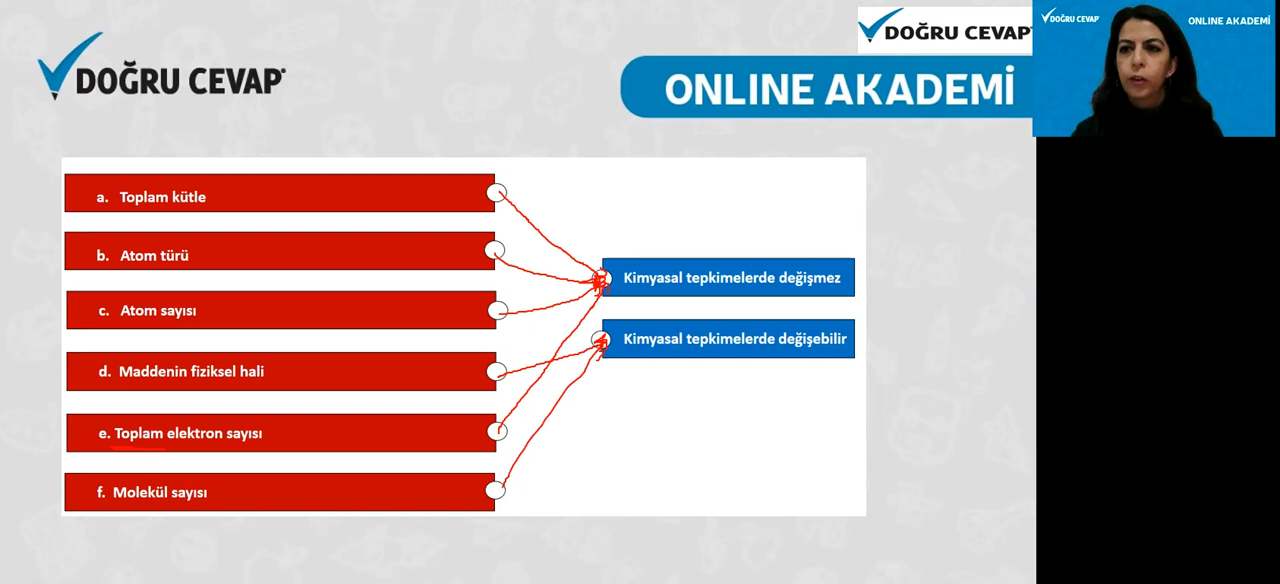 DOĞRU CEVAP
ONLINE AKADEMİ
DOĞRU CEVAP
DOĞRU CEVAP
ONLINE AKADEMİ
a. Toplam kütle
b. Atom türü
c. Atom sayısı
d. Maddenin fiziksel hali
e. Toplam elektron sayısı
f. Molekül sayısı
Kimyasal tepkimelerde değişmez
Kimyasal tepkimelerde değişebilir